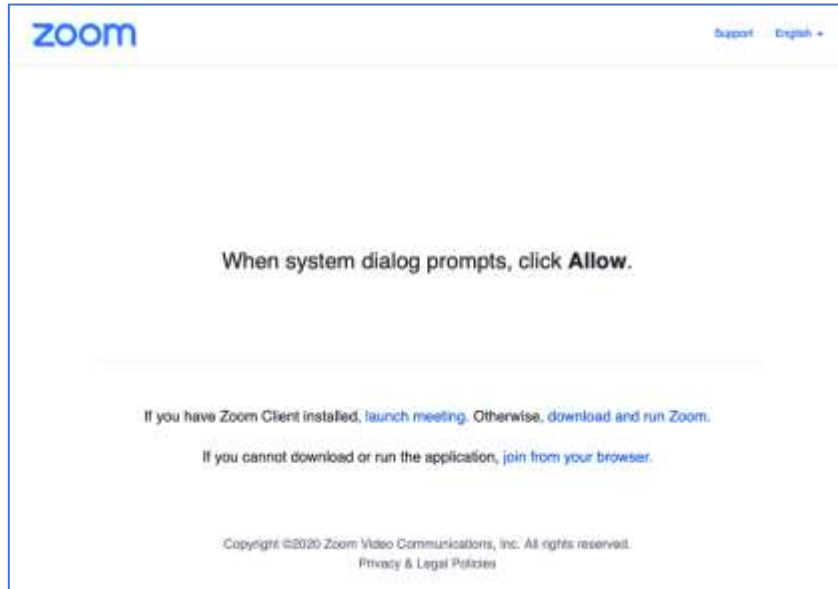 zoom
Support English
When system dialog prompts, click Allow.
If you have Zoom Client installed, launch meeting. Otherwise, download and run Zoom.
If you cannot download or run the application, join from your browser.
Copyright ©2020 Zoom Video Communications, Inc. All rights reserved.
Privacy & Legal Policies